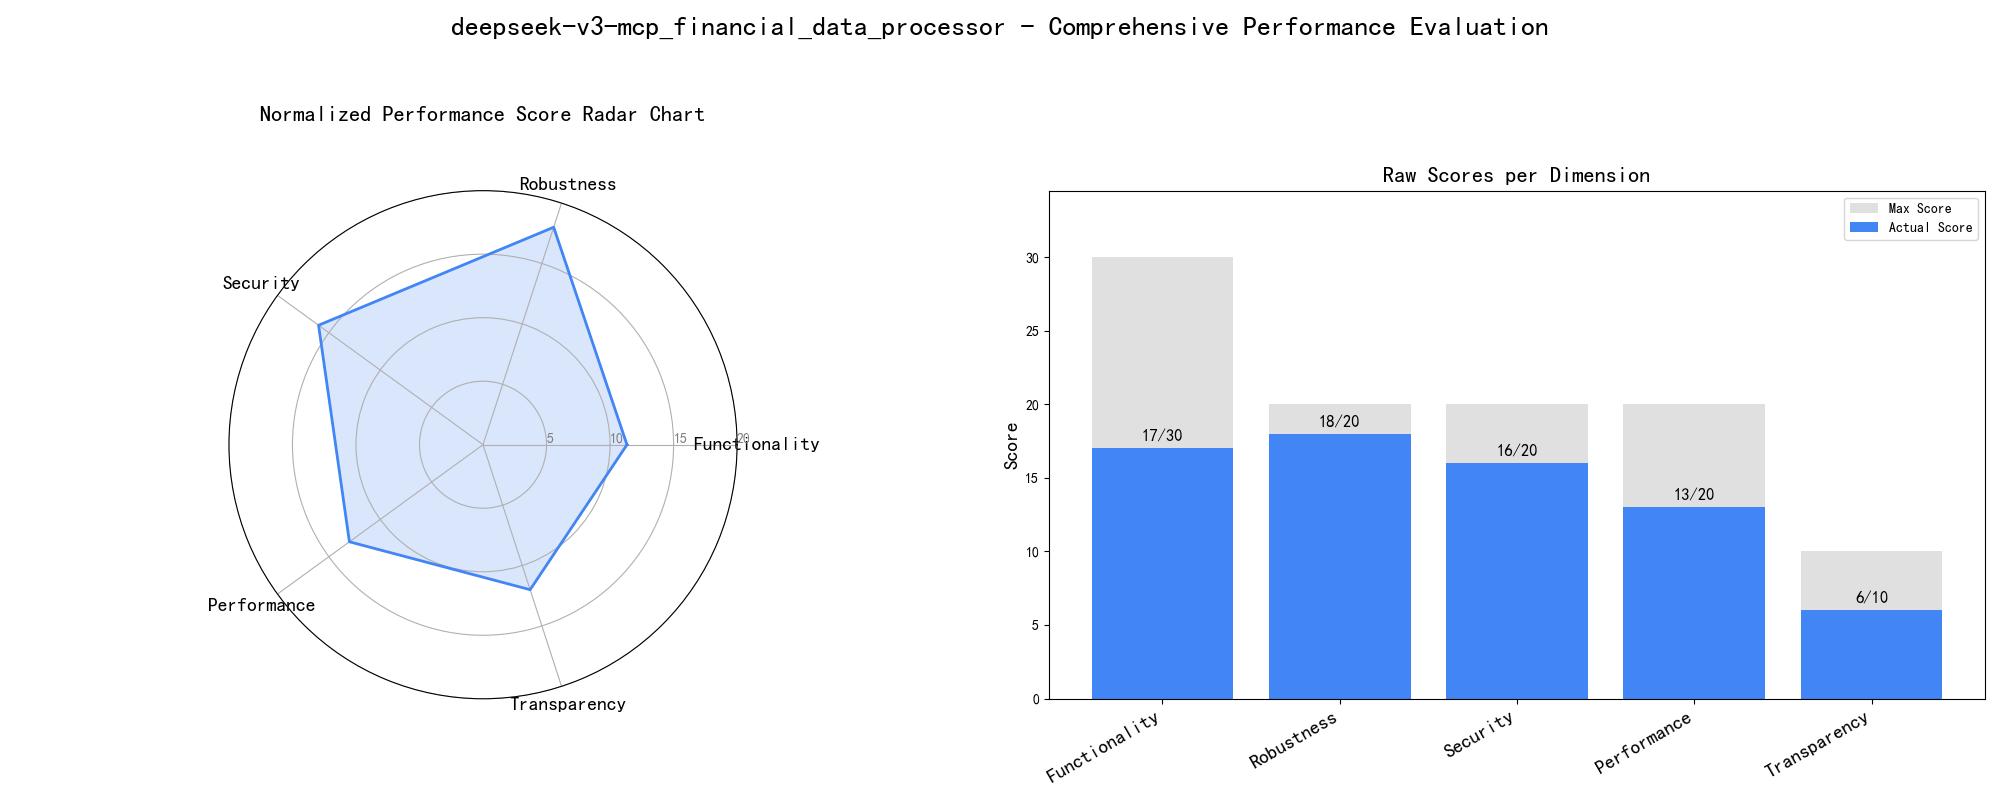 deepseek-v3-mcp_financial_data_processor - Comprehensive Performance Evaluation
Normalized Performance Score Radar Chart
Robustness
Security
Functionality
Performance
Transparency
5
10
15
20
Raw Scores per Dimension
Max Score
Actual Score
Score
30
25
20
15
10
5
0
17/30
18/20
16/20
13/20
6/10
Functionality
Robustness
Security
Performance
Transparency